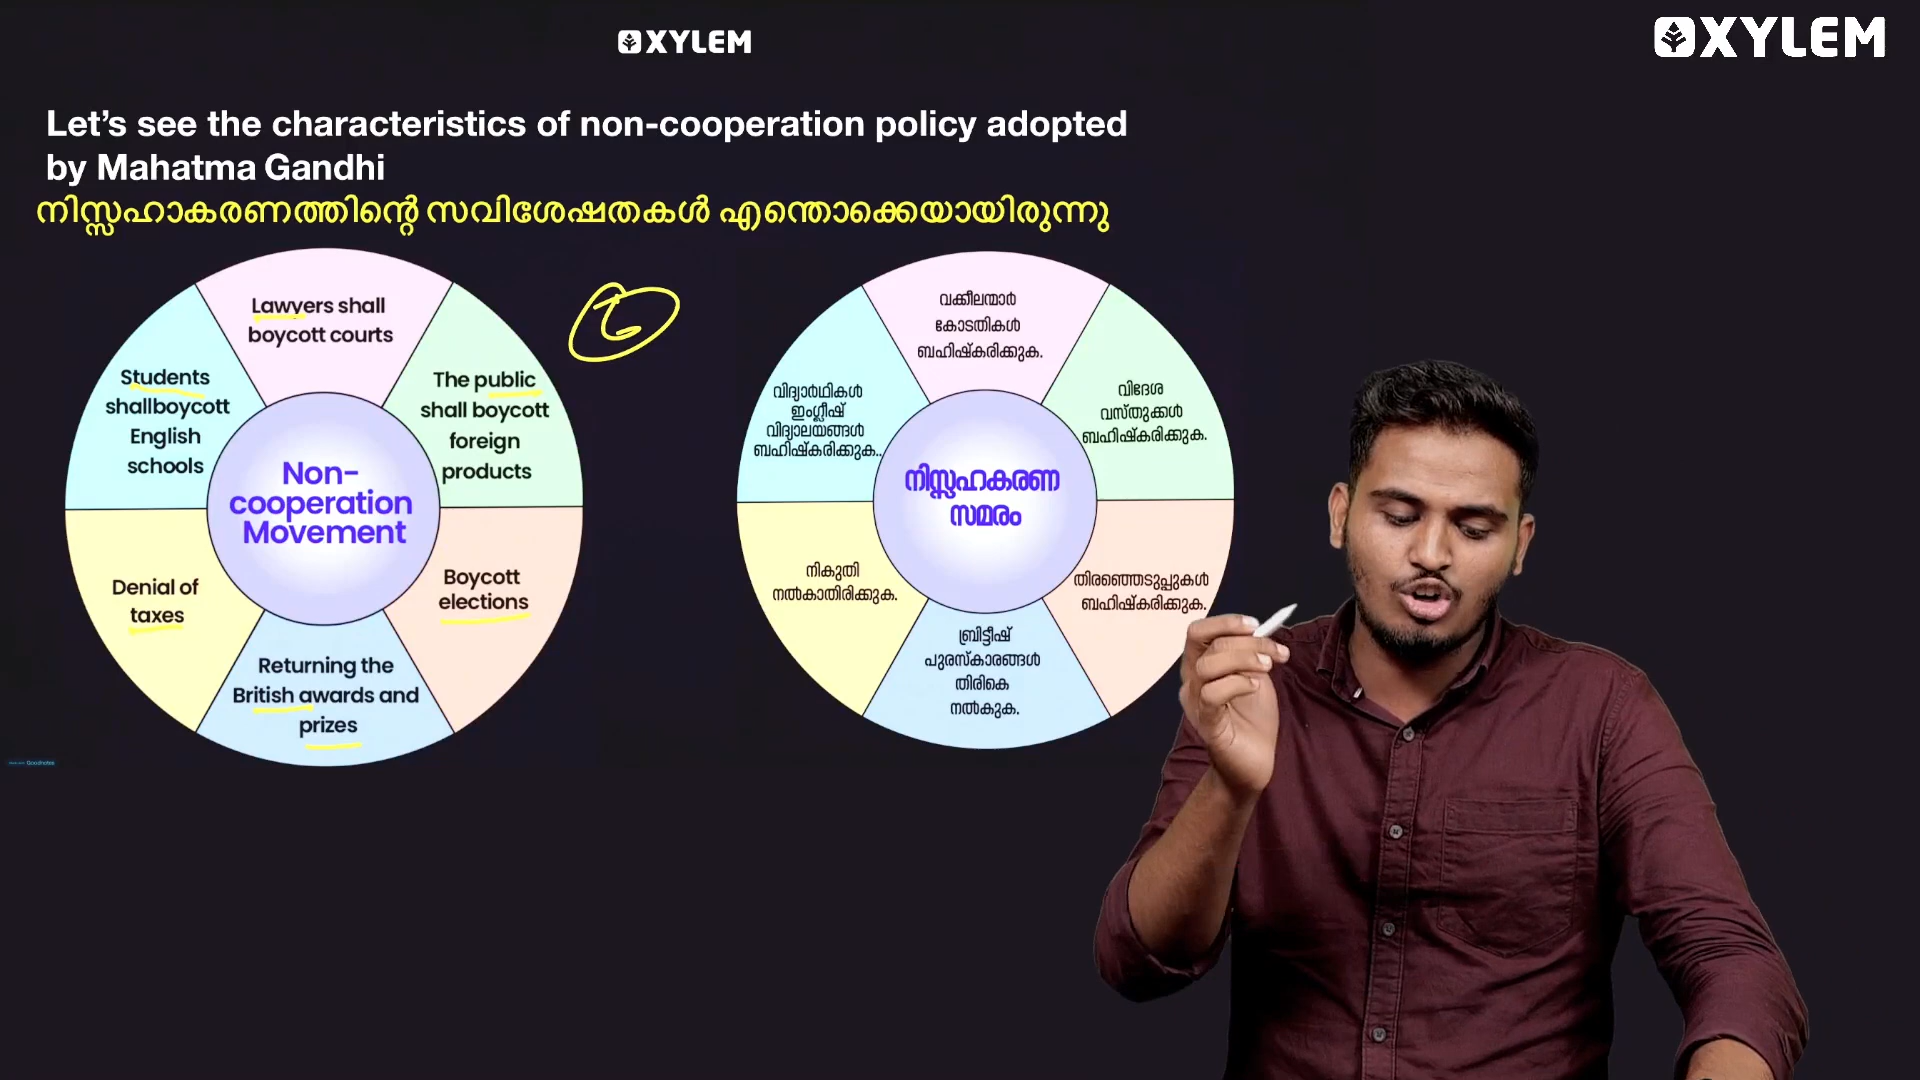 XYLEM
XYLEM
Let’s see the characteristics of non-cooperation policy adopted
by Mahatma Gandhi
നിസ്സഹാകരണത്തിന്റെ സവിശേഷതകൾ എന്തൊക്കെയായിരുന്നു
Lawyers shall
boycott courts
The public
shall boycott
foreign
products
Boycott
elections
Returning the
British awards and
prizes
Denial of
taxes
Students
shallboycott
English
schools
Non-
cooperation
Movement
വക്കീലന്മാർ
കോടതികൾ
ബഹിഷ്കരിക്കുക.
വിദേശ
വസ്തുക്കൾ
ബഹിഷ്കരിക്കുക.
തിരഞ്ഞെടുപ്പുകൾ
ബഹിഷ്കരിക്കുക.
ബ്രിട്ടീഷ്
പുരസ്കാരങ്ങൾ
തിരികെ
നൽകുക.
നികുതി
നൽകാതിരിക്കുക.
വിദ്യാർഥികൾ
ഇംഗ്ലീഷ്
വിദ്യാലയങ്ങൾ
ബഹിഷ്കരിക്കുക..
നിസ്സഹകരണ
സമരം
Goodnotes